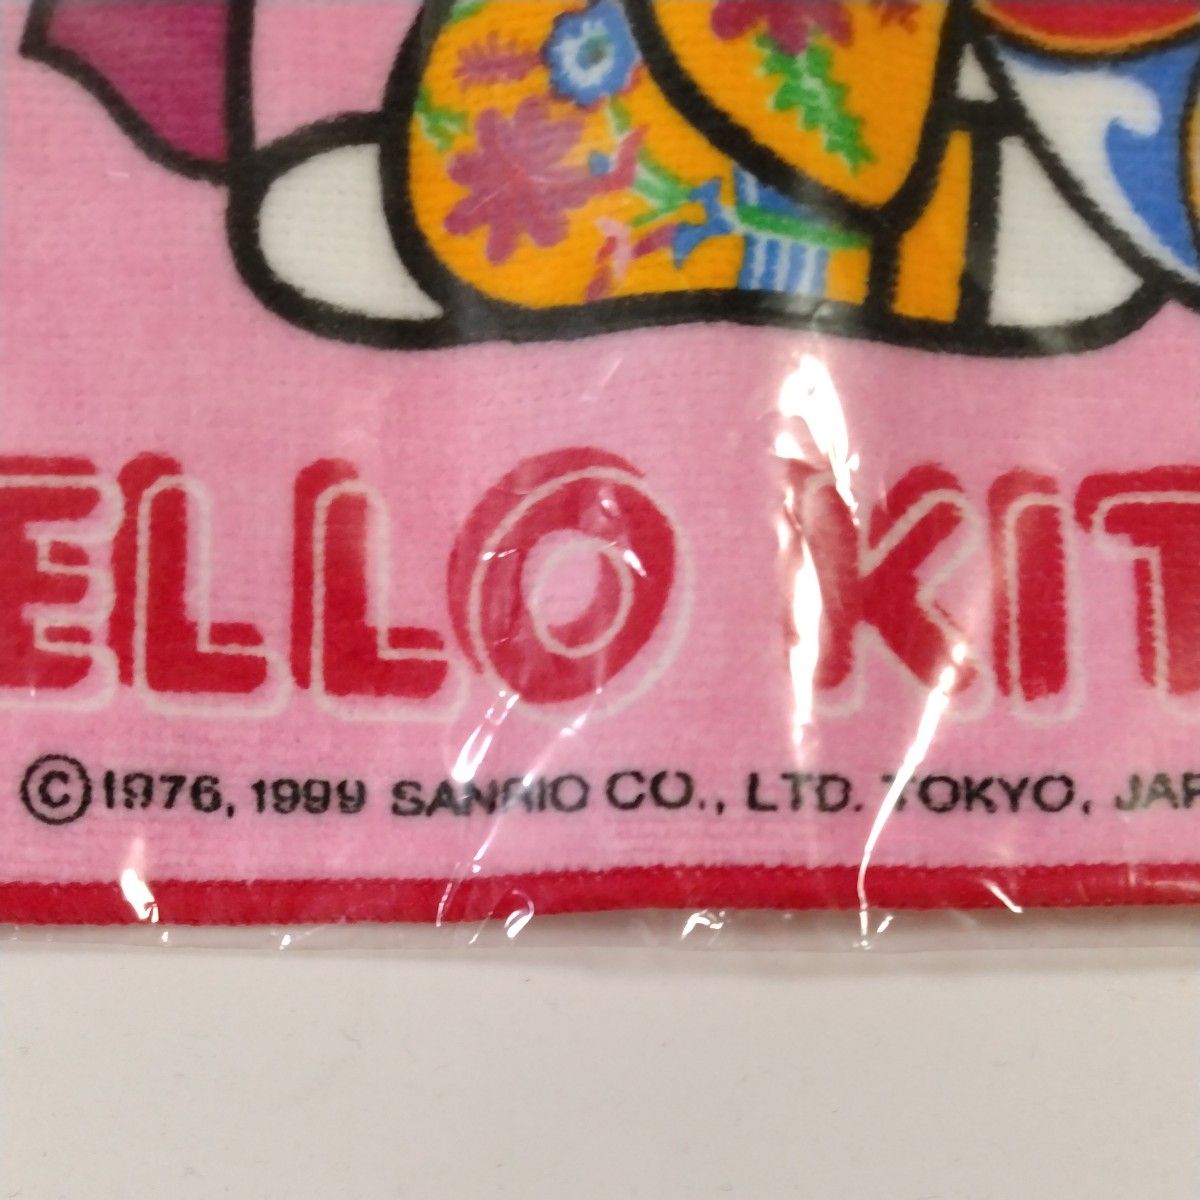 ELLO KIT
©1976, 1999 SANRIO CO., LTD. TOKYO, JAP